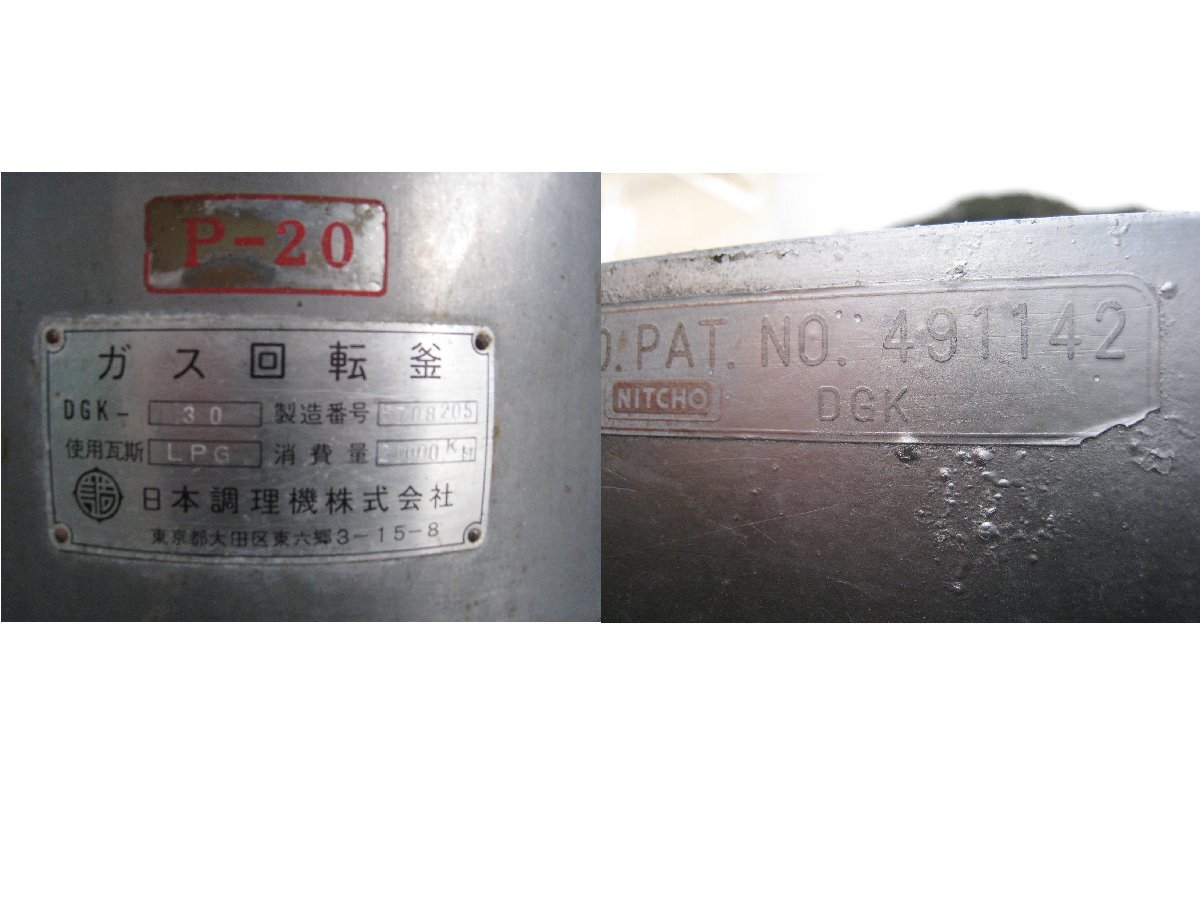 P-20
ガス回転釜
DGK- 30 製造番号
使用瓦斯 LPG 消費量
日本調理機株式会社
東京都大田区東六郷3-15-8
.PAT. NO. 491142
NITCHO DGK